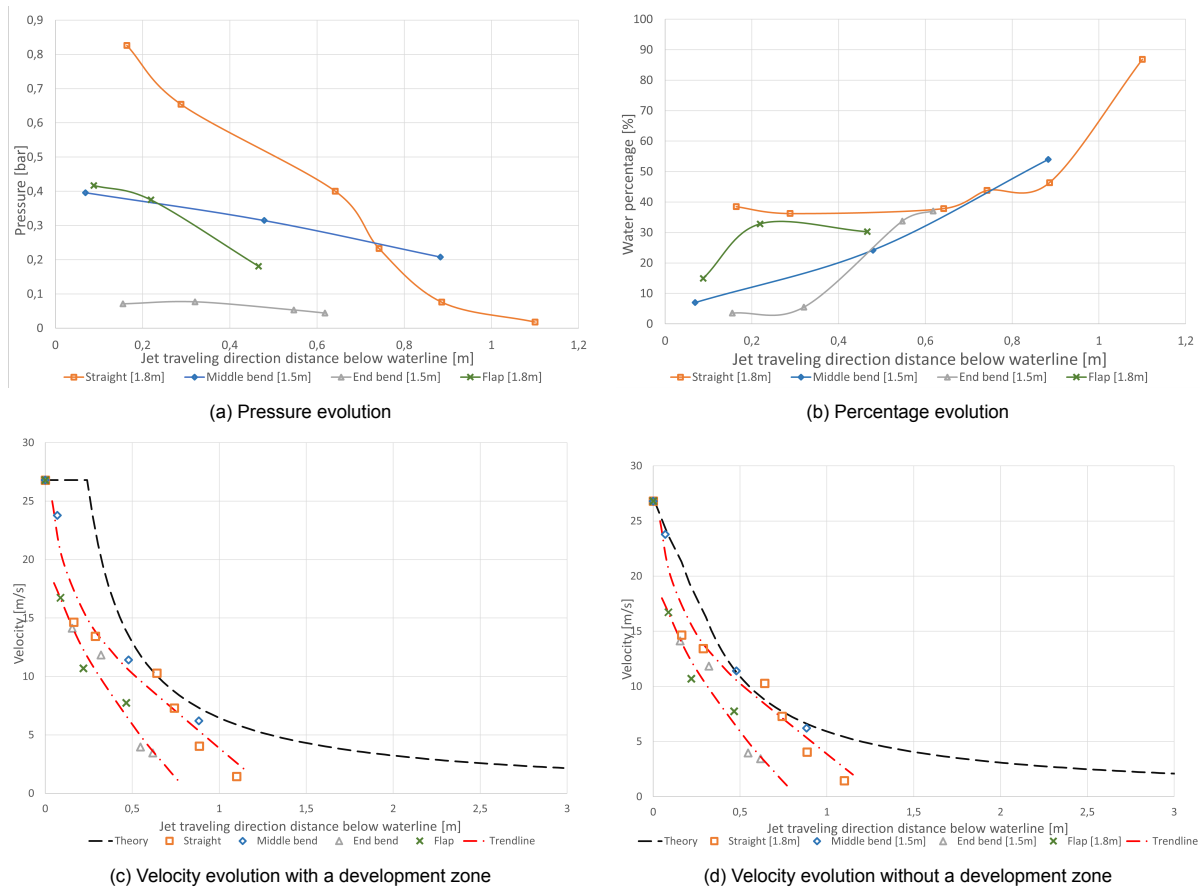 0,9
0,8
0,7
0,6
0,5
0,4
0,3
0,2
0,1
0
Pressure [bar]
0 0,2 0,4 0,6 0,8 1 1,2
Jet traveling direction distance below waterline [m]
Straight [1.8m] Middle bend [1.5m] End bend [1.5m] Flap [1.8m]
(a) Pressure evolution
100
90
80
70
60
50
40
30
20
10
0
Water percentage [%]
0 0,2 0,4 0,6 0,8 1 1,2
Jet traveling direction distance below waterline [m]
Straight [1.8m] Middle bend [1.5m] End bend [1.5m] Flap [1.8m]
(b) Percentage evolution
30
25
20
15
10
5
0
Velocity [m/s]
0 0,5 1 1,5 2 2,5 3
Jet traveling direction distance below waterline [m]
Theory Straight Middle bend End bend Flap Trendline
(c) Velocity evolution with a development zone
30
25
20
15
10
5
0
Velocity [m/s]
0 0,5 1 1,5 2 2,5 3
Jet traveling direction distance below waterline [m]
Theory Straight [1.8m] Middle bend [1.5m] End bend [1.5m] Flap [1.8m] Trendline
(d) Velocity evolution without a development zone